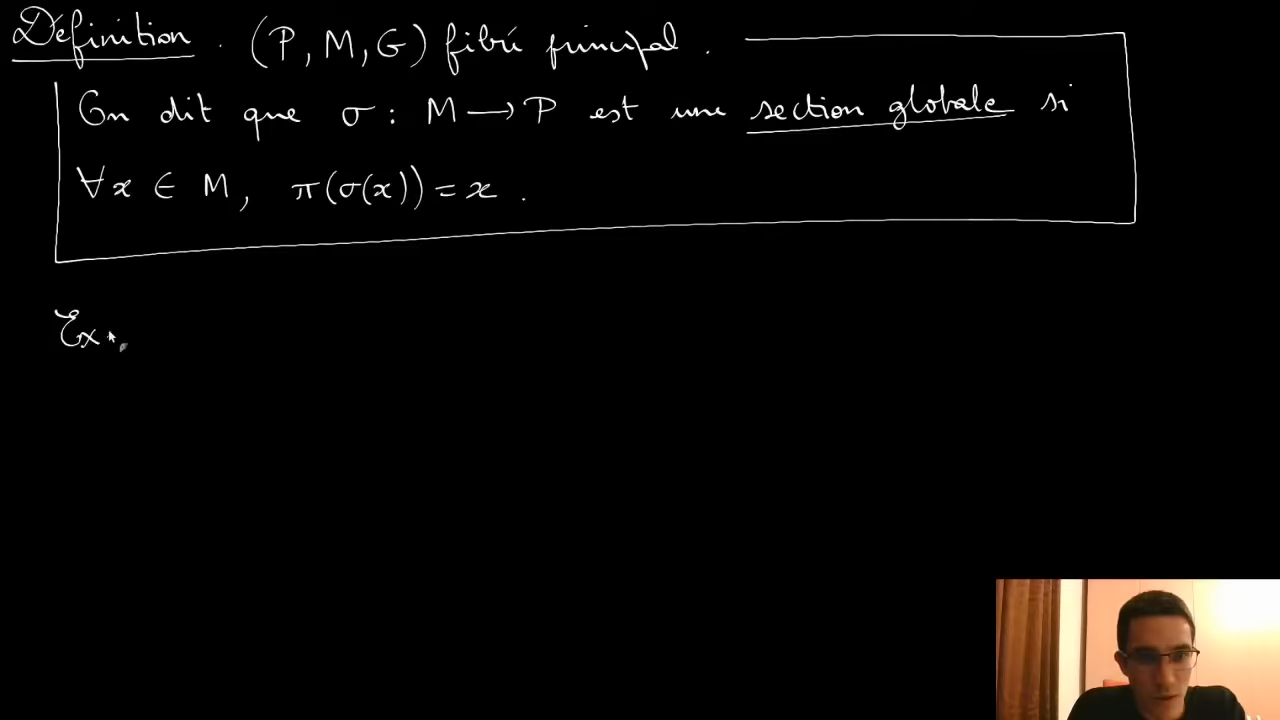 Définition. (P, M, G) fibré principal.
On dit que σ : M → P est une section globale si
∀x ∈ M, π(σ(x)) = x.
Ex.